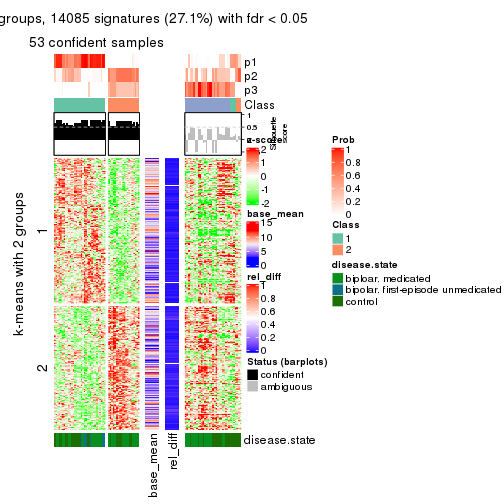 groups, 14085 signatures (27.1%) with fdr < 0.05
53 confident samples
p1
p2
p3
Class
1
0.5
0
Silhouette
score
z-score
2
1
0
-1
-2
base_mean
15
10
5
0
rel_diff
1
0.8
0.6
0.4
0.2
0
Status (barplots)
confident
ambiguous
Prob
1
0.8
0.6
0.4
0.2
0
Class
1
2
disease.state
bipolar. medicated
bipolar. first-episode unmedicated
control
k-means with 2 groups
1
2
disease.state
base_mean
rel_diff